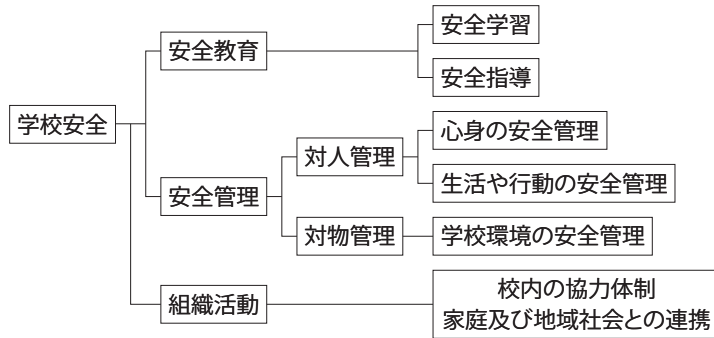 学校安全
安全教育
安全学習
安全指導
安全管理
対人管理
心身の安全管理
生活や行動の安全管理
対物管理
学校環境の安全管理
組織活動
校内の協力体制
家庭及び地域社会との連携